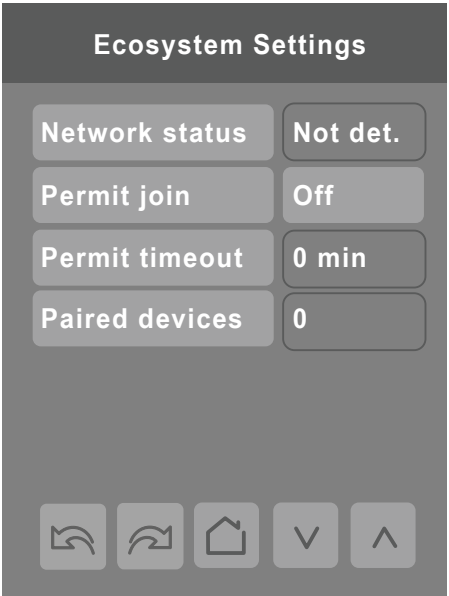 Ecosystem Settings
Network status Not det.
Permit join Off
Permit timeout 0 min
Paired devices 0